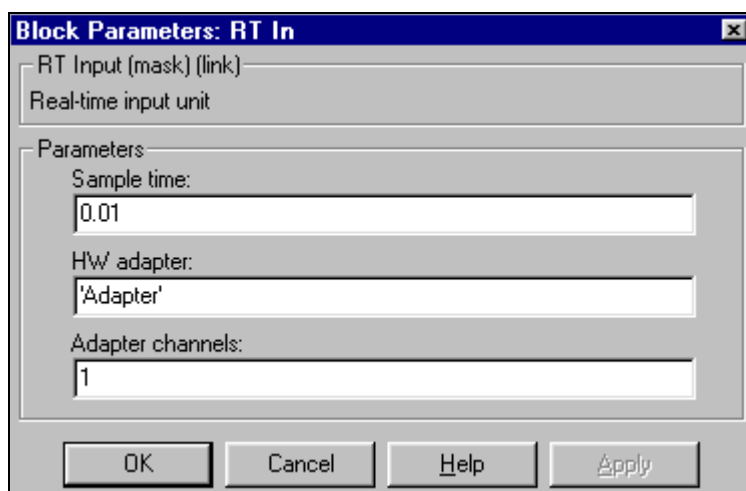 Block Parameters: RT In
RT Input (mask) (link)
Real-time input unit
Parameters
Sample time:
0.01
HW adapter:
'Adapter'
Adapter channels:
1
OK Cancel Help Apply